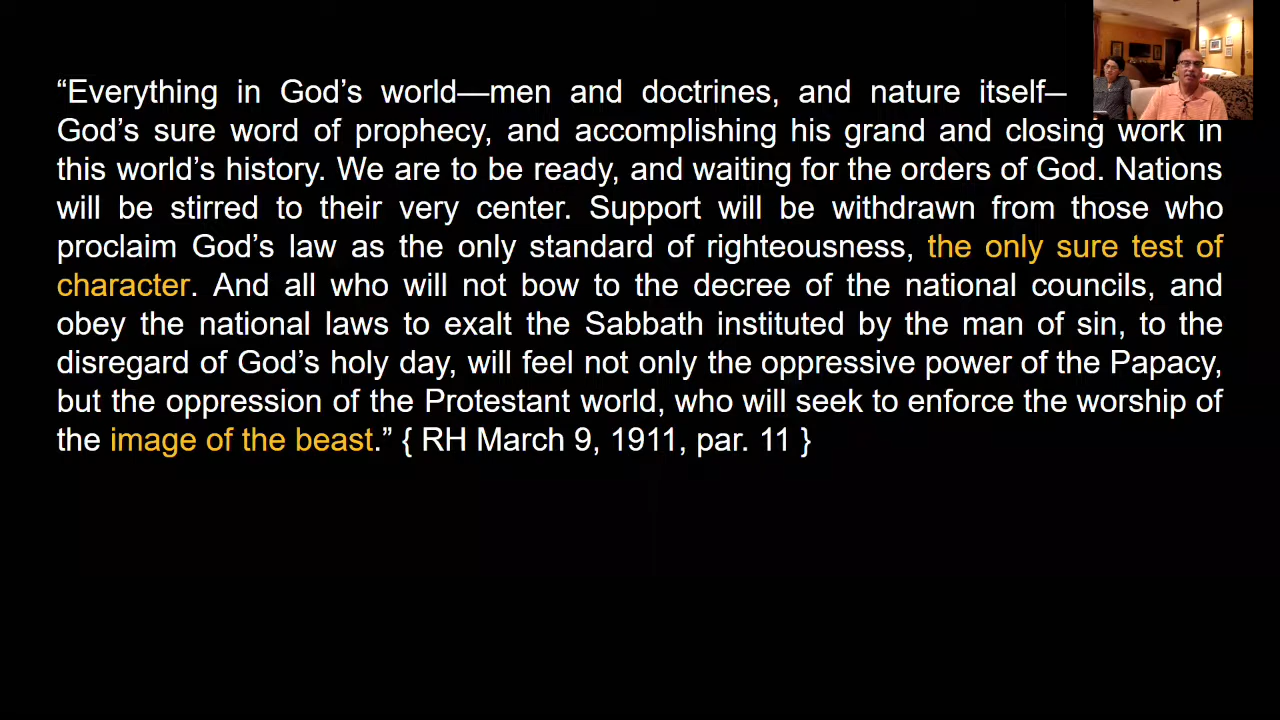 “Everything in God’s world—men and doctrines, and nature itself–
God’s sure word of prophecy, and accomplishing his grand and closing work in
this world’s history. We are to be ready, and waiting for the orders of God. Nations
will be stirred to their very center. Support will be withdrawn from those who
proclaim God’s law as the only standard of righteousness, the only sure test of
character. And all who will not bow to the decree of the national councils, and
obey the national laws to exalt the Sabbath instituted by the man of sin, to the
disregard of God’s holy day, will feel not only the oppressive power of the Papacy,
but the oppression of the Protestant world, who will seek to enforce the worship of
the image of the beast.” { RH March 9, 1911, par. 11 }